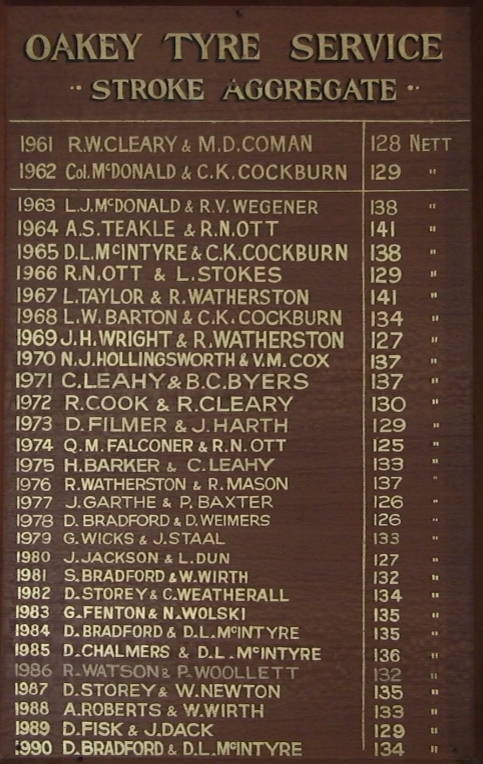 OAKEY TYRE SERVICE
·· STROKE AGGREGATE ··
1961 R.W.CLEARY & M.D.COMAN 128 NETT
1962 Col.McDONALD & C.K.COCKBURN 129 "
1963 L.J.McDONALD & R.V.WEGENER 138 "
1964 A.S.TEAKLE & R.N.OTT 141 "
1965 D.L.McINTYRE & C.K.COCKBURN 138 "
1966 R.N.OTT & L.STOKES 129 "
1967 L.TAYLOR & R.WATHERSTON 141 "
1968 L.W.BARTON & C.K.COCKBURN 134 "
1969 J.H.WRIGHT & R.WATHERSTON 127 "
1970 N.J.HOLLINGSWORTH & V.M.COX 137 "
1971 C.LEAHY & B.C.BYERS 137 "
1972 R.COOK & R.CLEARY 130 "
1973 D.FILMER & J.HARTH 129 "
1974 Q.M.FALCONER & R.N.OTT 125 "
1975 H.BARKER & C.LEAHY 133 "
1976 R.WATHERSTON & R.MASON 137 "
1977 J.GARTHE & P.BAXTER 126 "
1978 D.BRADFORD & D.WEIMERS 126 "
1979 G.WICKS & J.STAAL 133 "
1980 J.JACKSON & L.DUN 127 "
1981 S.BRADFORD & W.WIRTH 132 "
1982 D.STOREY & C.WEATHERALL 134 "
1983 G.FENTON & N.WOLSKI 135 "
1984 D.BRADFORD & D.L.McINTYRE 135 "
1985 D.CHALMERS & D.L.McINTYRE 136 "
1986 R.WATSON & P.WOOLLETT 132 "
1987 D.STOREY & W.NEWTON 135 "
1988 A.ROBERTS & W.WIRTH 133 "
1989 D.FISK & J.DACK 129 "
1990 D.BRADFORD & D.L.McINTYRE 134 "